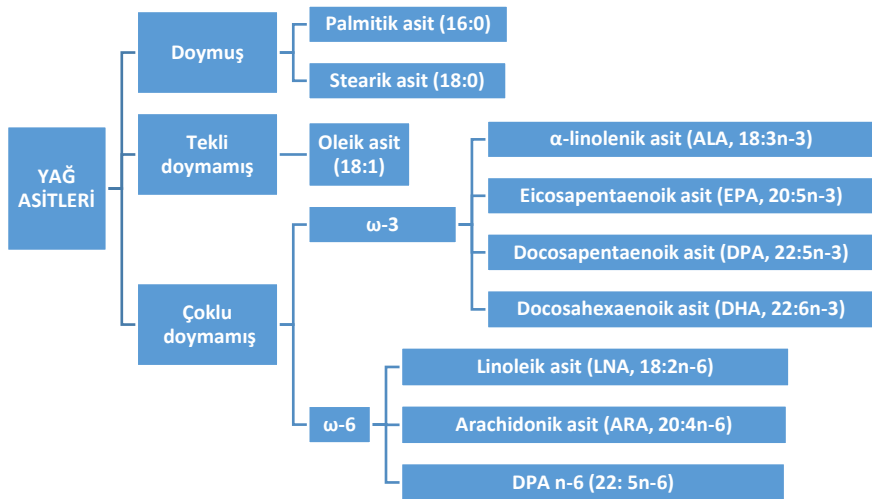 YAĞ
ASİTLERİ
Doymuş
Palmitik asit (16:0)
Stearik asit (18:0)
Tekli
doymamış
Oleik asit
(18:1)
Çoklu
doymamış
ω-3
α-linolenik asit (ALA, 18:3n-3)
Eicosapentaenoik asit (EPA, 20:5n-3)
Docosapentaenoik asit (DPA, 22:5n-3)
Docosahexaenoik asit (DHA, 22:6n-3)
ω-6
Linoleik asit (LNA, 18:2n-6)
Arachidonik asit (ARA, 20:4n-6)
DPA n-6 (22: 5n-6)